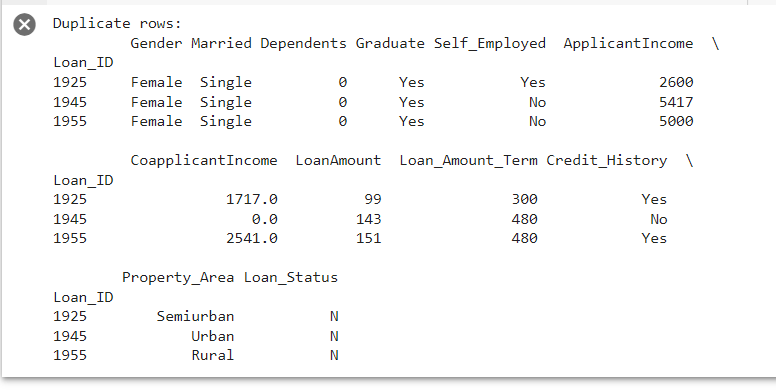 Duplicate rows:
Gender Married Dependents Graduate Self_Employed ApplicantIncome \
Loan_ID
1925 Female Single 0 Yes Yes 2600
1945 Female Single 0 Yes No 5417
1955 Female Single 0 Yes No 5000
CoapplicantIncome LoanAmount Loan_Amount_Term Credit_History \
Loan_ID
1925 1717.0 99 300 Yes
1945 0.0 143 480 No
1955 2541.0 151 480 Yes
Property_Area Loan_Status
Loan_ID
1925 Semiurban N
1945 Urban N
1955 Rural N